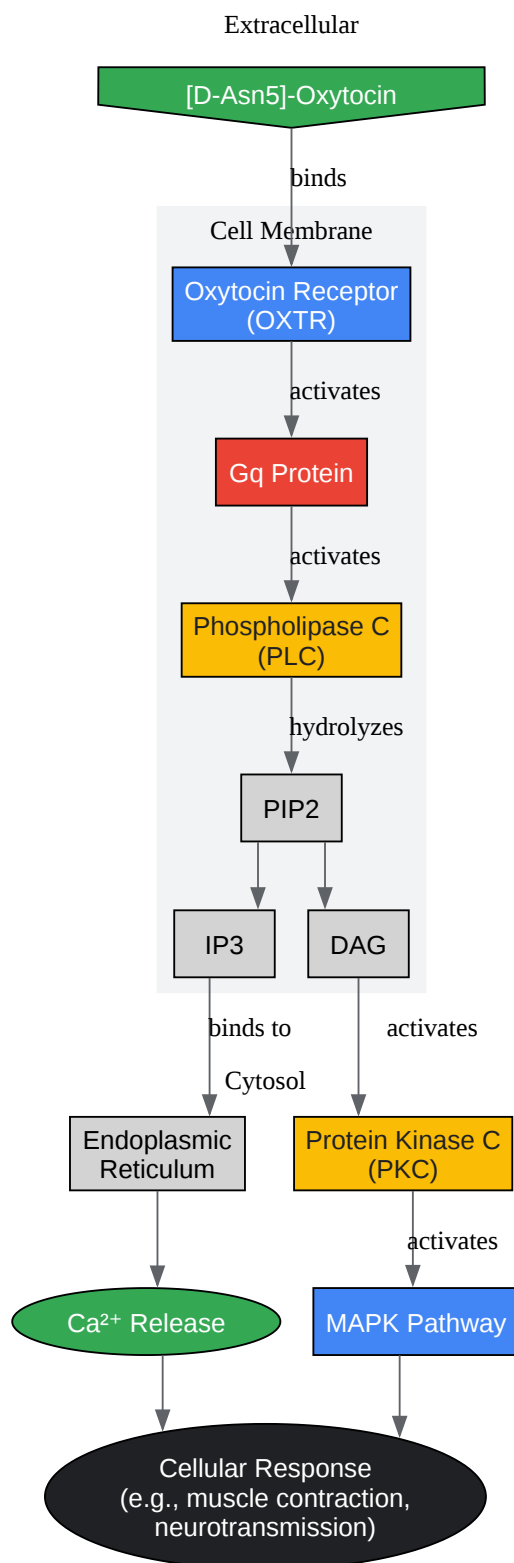 Extracellular
[D-Asn5]-Oxytocin
binds
Cell Membrane
Oxytocin Receptor
(OXTR)
activates
Gq Protein
activates
Phospholipase C
(PLC)
hydrolyzes
PIP2
IP3
DAG
binds to
activates
Cytosol
Endoplasmic
Reticulum
Protein Kinase C
(PKC)
activates
Ca²⁺ Release
MAPK Pathway
Cellular Response
(e.g., muscle contraction,
neurotransmission)